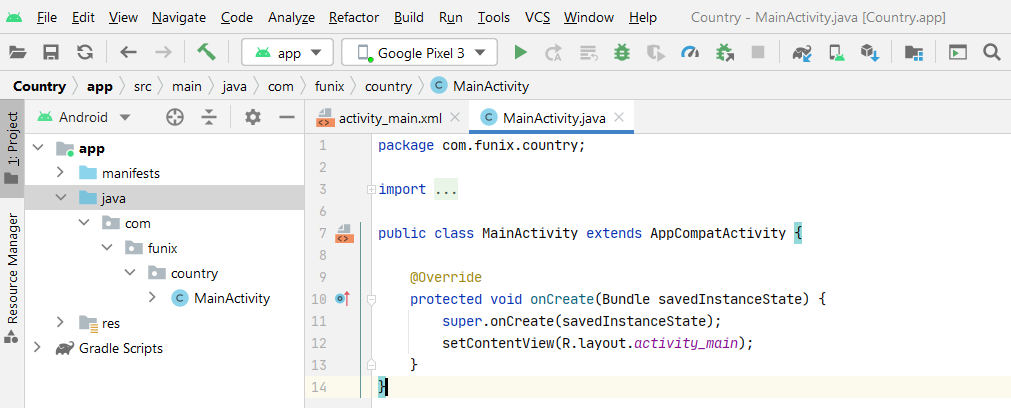 File Edit View Navigate Code Analyze Refactor Build Run Tools VCS Window Help Country - MainActivity.java [Country.app]
app Google Pixel 3
Country app src main java com funix country MainActivity
1: Project
Resource Manager
Android
app
manifests
java
com
funix
country
MainActivity
res
Gradle Scripts
activity_main.xml MainActivity.java
1 package com.funix.country;
2
3 import ...
6
7 public class MainActivity extends AppCompatActivity {
8
9 @Override
10 protected void onCreate(Bundle savedInstanceState) {
11 super.onCreate(savedInstanceState);
12 setContentView(R.layout.activity_main);
13 }
14 }